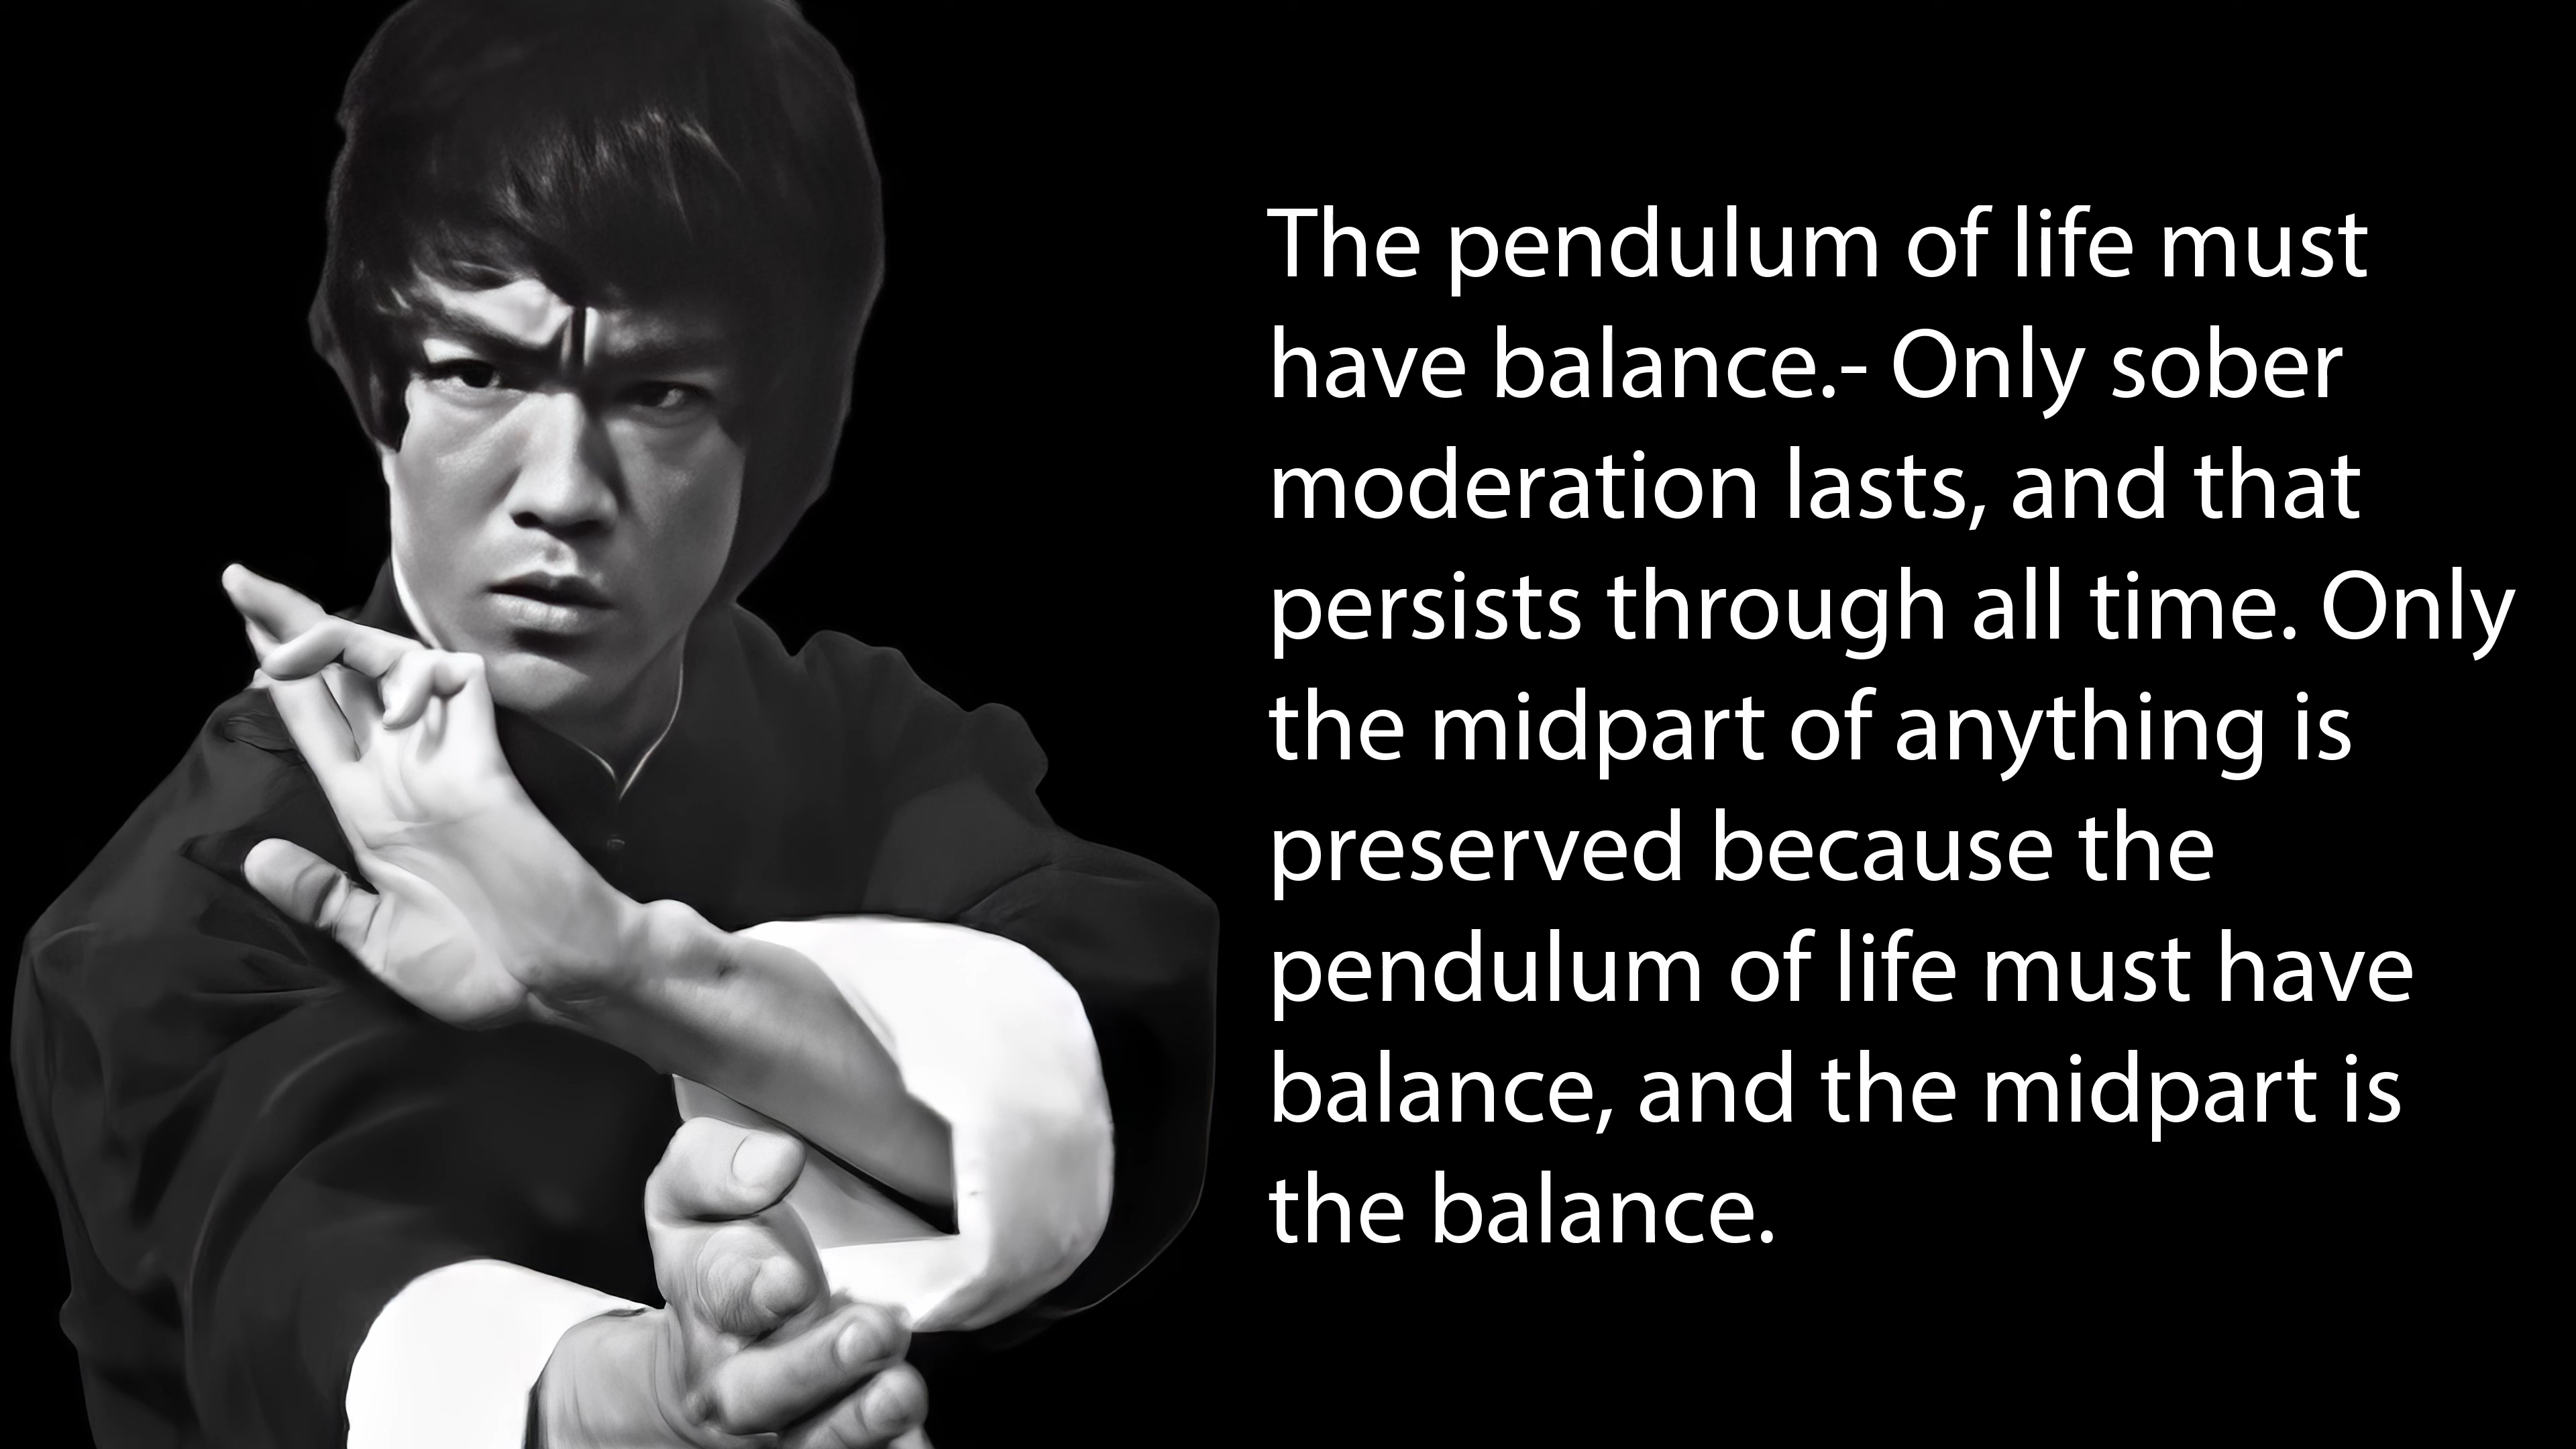 The pendulum of life must
have balance.- Only sober
moderation lasts, and that
persists through all time. Only
the midpart of anything is
preserved because the
pendulum of life must have
balance, and the midpart is
the balance.